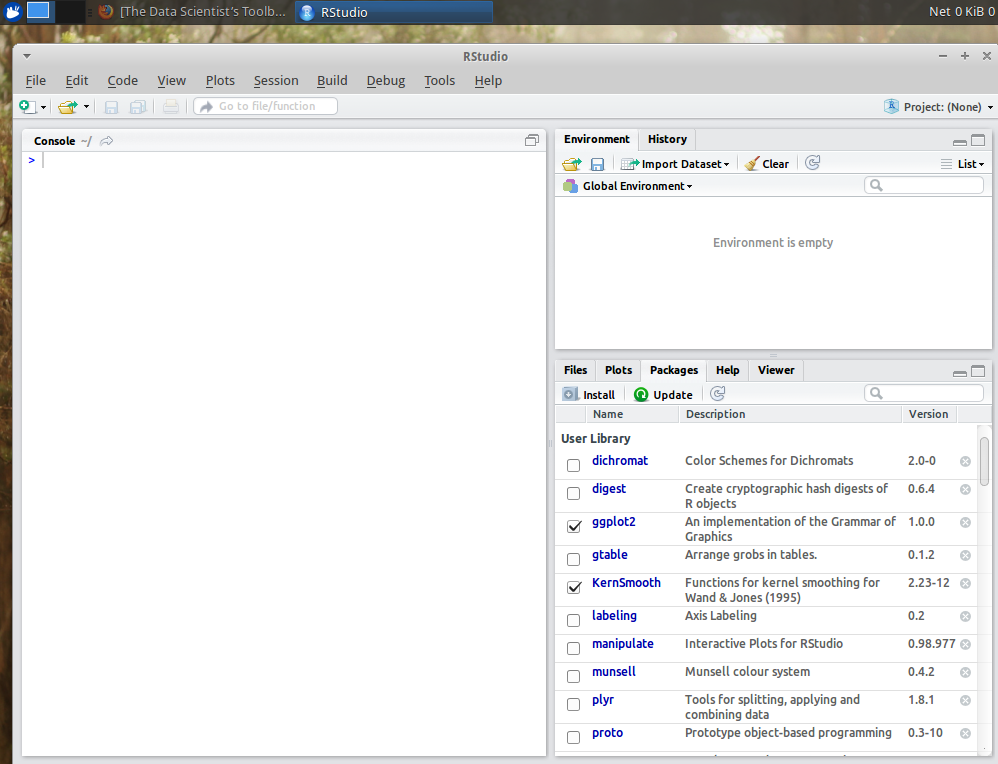 [The Data Scientist's Toolb...
RStudio
Net 0 KiB 0
RStudio
File Edit Code View Plots Session Build Debug Tools Help
Go to file/function
Project: (None)
Console ~/
>
Environment History
Import Dataset Clear List
Global Environment
Environment is empty
Files Plots Packages Help Viewer
Install Update
Name Description Version
User Library
dichromat Color Schemes for Dichromats 2.0-0
digest Create cryptographic hash digests of 0.6.4
R objects
ggplot2 An implementation of the Grammar of 1.0.0
Graphics
gtable Arrange grobs in tables. 0.1.2
KernSmooth Functions for kernel smoothing for 2.23-12
Wand & Jones (1995)
labeling Axis Labeling 0.2
manipulate Interactive Plots for RStudio 0.98.977
munsell Munsell colour system 0.4.2
plyr Tools for splitting, applying and 1.8.1
combining data
proto Prototype object-based programming 0.3-10